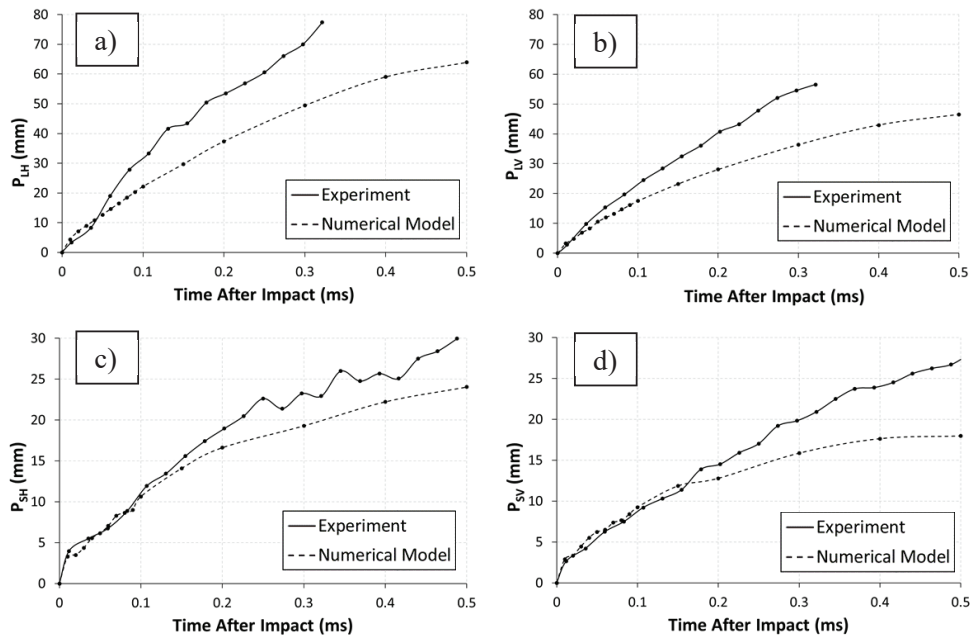 a)
80
70
60
50
40
30
20
10
0
P_LH (mm)
Experiment
Numerical Model
0 0.1 0.2 0.3 0.4 0.5
Time After Impact (ms)
b)
80
70
60
50
40
30
20
10
0
P_LV (mm)
Experiment
Numerical Model
0 0.1 0.2 0.3 0.4 0.5
Time After Impact (ms)
c)
30
25
20
15
10
5
0
P_SH (mm)
Experiment
Numerical Model
0 0.1 0.2 0.3 0.4 0.5
Time After Impact (ms)
d)
30
25
20
15
10
5
0
P_SV (mm)
Experiment
Numerical Model
0 0.1 0.2 0.3 0.4 0.5
Time After Impact (ms)